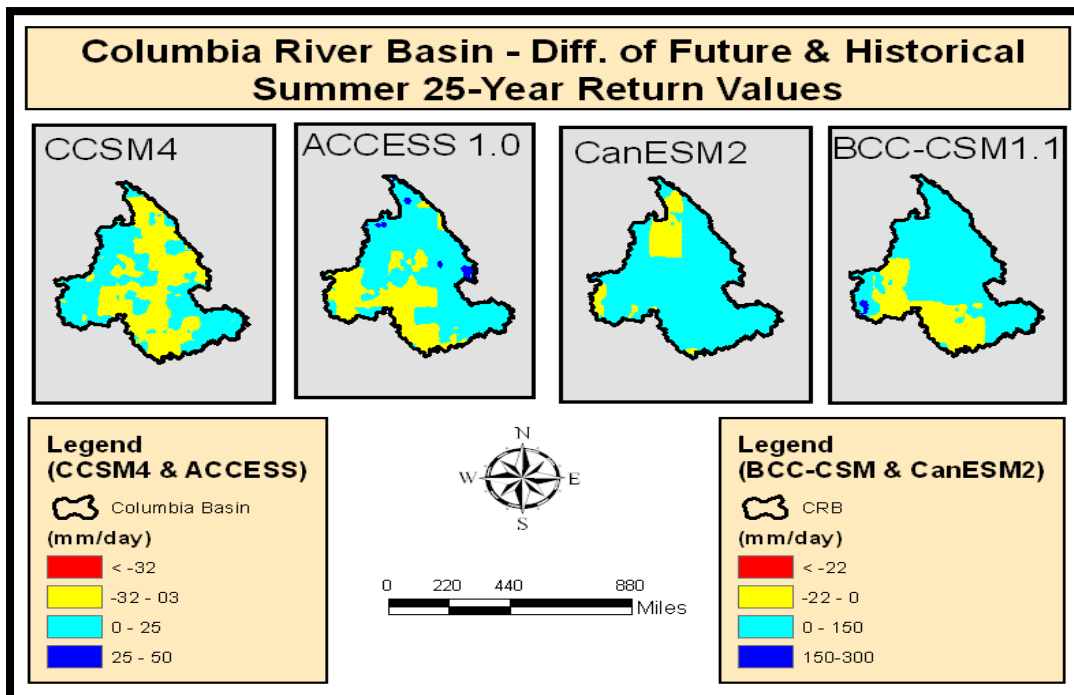 Columbia River Basin - Diff. of Future & Historical
Summer 25-Year Return Values
CCSM4
ACCESS 1.0
CanESM2
BCC-CSM1.1
Legend
(CCSM4 & ACCESS)
Columbia Basin
(mm/day)
< -32
-32 - 03
0 - 25
25 - 50
N
W
E
S
0 220 440 880
Miles
Legend
(BCC-CSM & CanESM2)
CRB
(mm/day)
< -22
-22 - 0
0 - 150
150-300